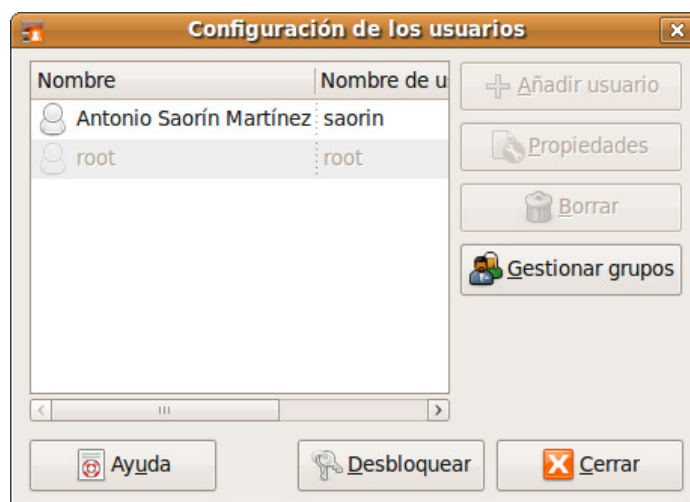 Configuración de los usuarios
Nombre
Nombre de u
Añadir usuario
Antonio Saorín Martínez
saorin
root
root
Propiedades
Borrar
Gestionar grupos
Ayuda
Desbloquear
Cerrar